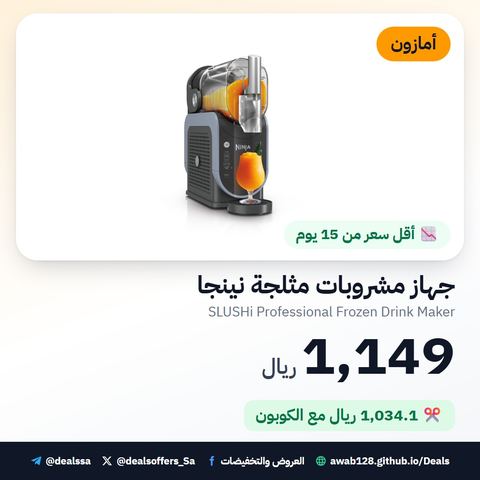 أمازون
NINJA
أقل سعر من 15 يوم
جهاز مشروبات مثلجة نينجا
SLUSHi Professional Frozen Drink Maker
1,149 ريال
1,034.1 ريال مع الكوبون
@dealssa @dealsoffers_Sa العروض والتخفيضات awab128.github.io/Deals